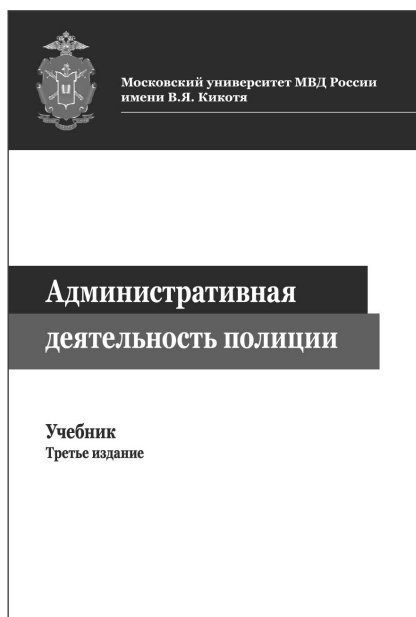 Московский университет МВД России
имени В.Я. Кикотя
Административная
деятельность полиции
Учебник
Третье издание